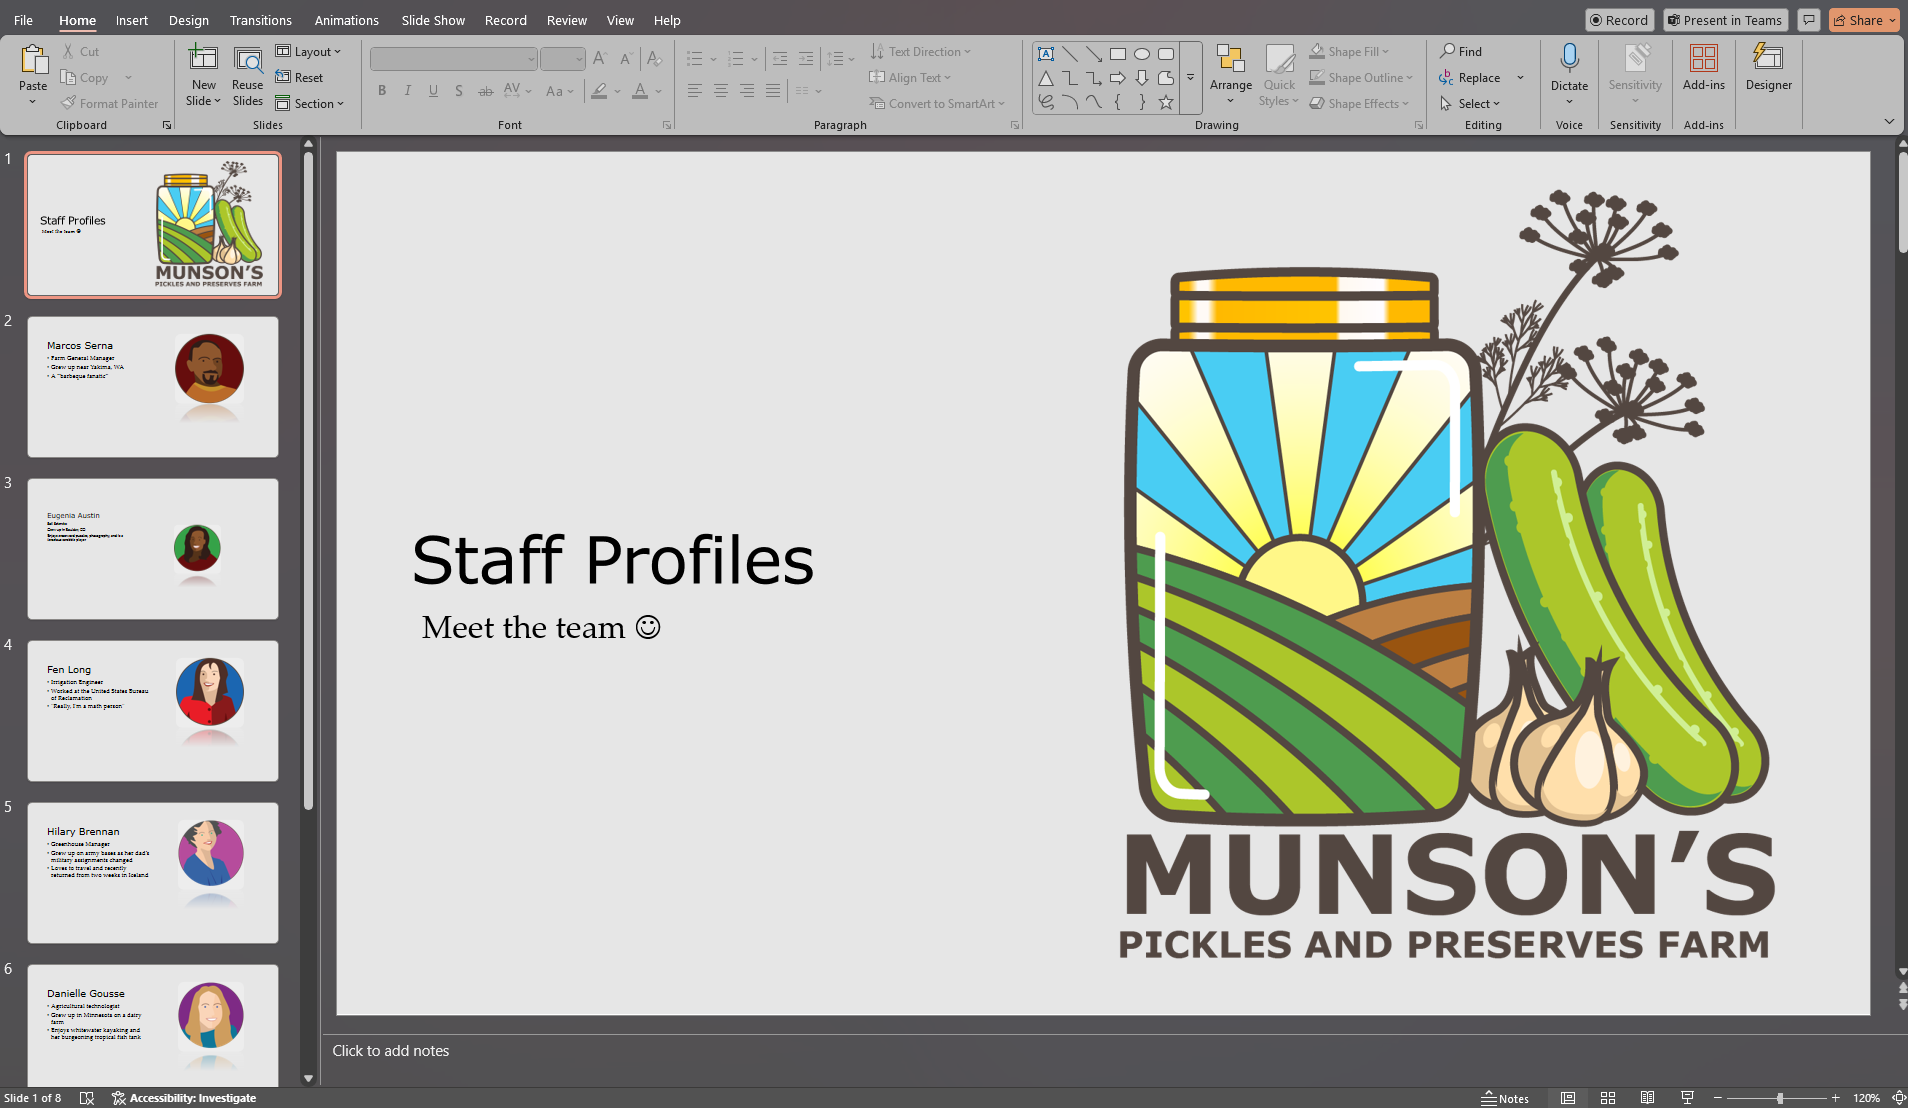 File Home Insert Design Transitions Animations Slide Show Record Review View Help
Record Present in Teams Share
Paste
Cut
Copy
Format Painter
Clipboard
New Slide
Reuse Slides
Layout
Reset
Section
Slides
Font
Paragraph
Text Direction
Align Text
Convert to SmartArt
Arrange
Quick Styles
Shape Fill
Shape Outline
Shape Effects
Drawing
Find
Replace
Select
Editing
Dictate
Voice
Sensitivity
Sensitivity
Add-ins
Add-ins
Designer
1
Staff Profiles
Meet the team ☺
MUNSON'S
PICKLES AND PRESERVES FARM
2
Marcos Serna
• Farm General Manager
• Grew up near Yakima, WA
• A "barbeque fanatic"
3
Eugenia Austin
4
Fen Long
• Irrigation Engineer
• Worked at the United States Bureau
of Reclamation
• "Really, I'm a math person"
5
Hilary Brennan
• Greenhouse Manager
• Grew up on army bases as her dad's
military assignments changed
• Loves to travel and recently
returned from two weeks in Iceland
6
Danielle Gousse
• Agricultural technologist
• Grew up in Minnesota on a dairy
farm
• Enjoys whitewater kayaking and
her burgeoning tropical fish tank
Staff Profiles
Meet the team ☺
MUNSON'S
PICKLES AND PRESERVES FARM
Click to add notes
Slide 1 of 8 Accessibility: Investigate Notes 120%